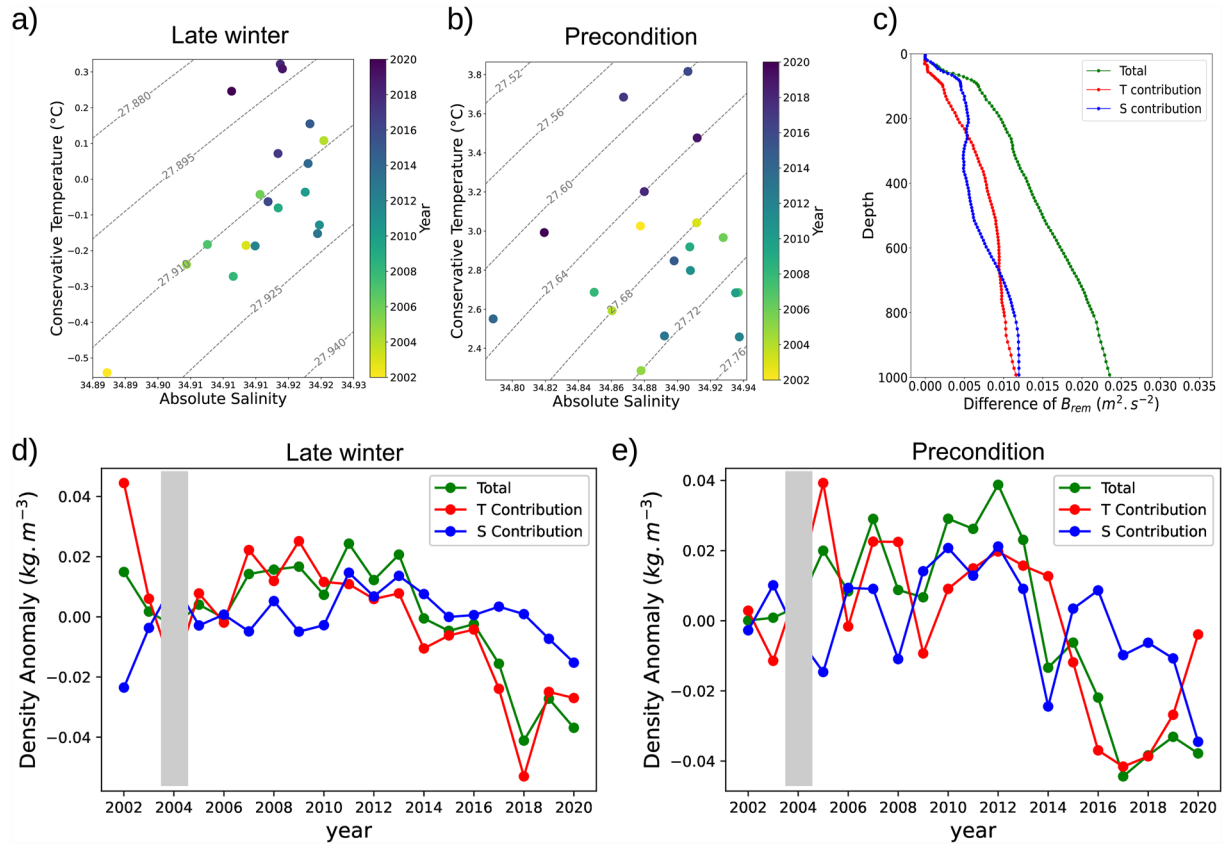 a)
Late winter
Conservative Temperature (°C)
0.3
0.2
0.1
0.0
−0.1
−0.2
−0.3
−0.4
−0.5
34.89 34.89 34.90 34.90 34.91 34.91 34.92 34.92 34.93
Absolute Salinity
27.880
27.895
27.910
27.925
27.940
2020
2018
2016
2014
2012
2010
2008
2006
2004
2002
Year
b)
Precondition
Conservative Temperature (°C)
3.8
3.6
3.4
3.2
3.0
2.8
2.6
2.4
34.80 34.82 34.84 34.86 34.88 34.90 34.92 34.94
Absolute Salinity
27.52
27.56
27.60
27.64
27.68
27.72
27.76
2020
2018
2016
2014
2012
2010
2008
2006
2004
2002
Year
c)
Total
T contribution
S contribution
Depth
0
200
400
600
800
1000
0.000 0.005 0.010 0.015 0.020 0.025 0.030 0.035
Difference of B_rem (m².s⁻²)
d)
Late winter
Total
T Contribution
S Contribution
Density Anomaly (kg. m⁻³)
0.04
0.02
0.00
−0.02
−0.04
2002 2004 2006 2008 2010 2012 2014 2016 2018 2020
year
e)
Precondition
Total
T Contribution
S Contribution
Density Anomaly (kg. m⁻³)
0.04
0.02
0.00
−0.02
−0.04
2002 2004 2006 2008 2010 2012 2014 2016 2018 2020
year